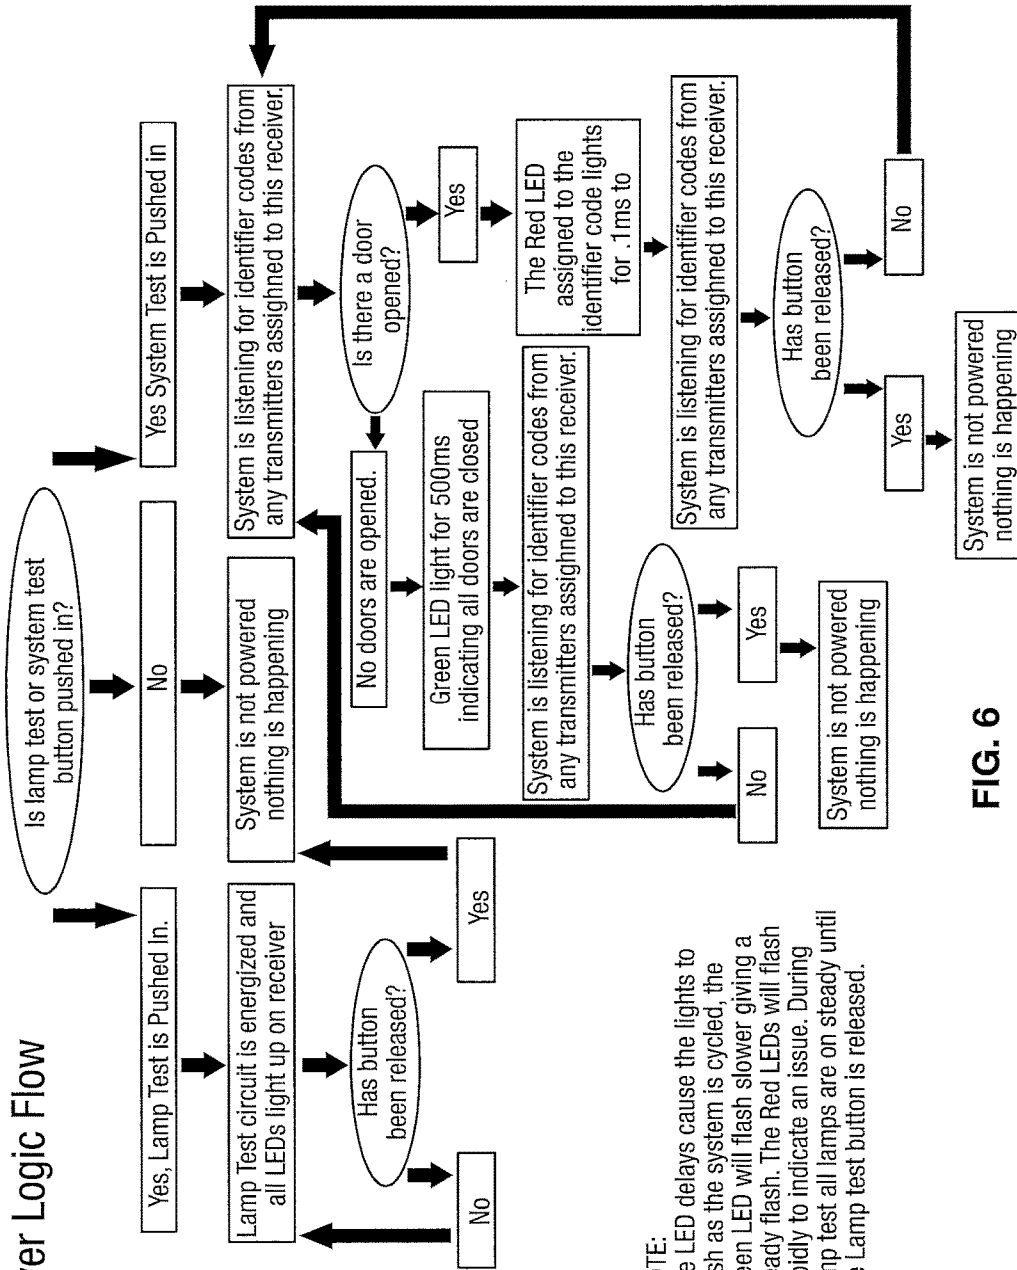 ver Logic Flow
Is lamp test or system test
button pushed in?
Yes, Lamp Test is Pushed In.
No
Yes System Test is Pushed in
Lamp Test circuit is energized and
all LEDs light up on receiver
System is not powered
nothing is happening
System is listening for identifier codes from
any transmitters assighned to this receiver.
Has button
been released?
No
Yes
Is there a door
opened?
No doors are opened.
Yes
Green LED light for 500ms
indicating all doors are closed
The Red LED
assigned to the
identifier code lights
for .1ms to
System is listening for identifier codes from
any transmitters assighned to this receiver.
System is listening for identifier codes from
any transmitters assighned to this receiver.
Has button
been released?
Has button
been released?
No
Yes
Yes
No
System is not powered
nothing is happening
System is not powered
nothing is happening
OTE:
e LED delays cause the lights to
sh as the system is cycled, the
een LED will flash slower giving a
eady flash. The Red LEDs will flash
pidly to indicate an issue. During
mp test all lamps are on steady until
e Lamp test button is released.
FIG. 6